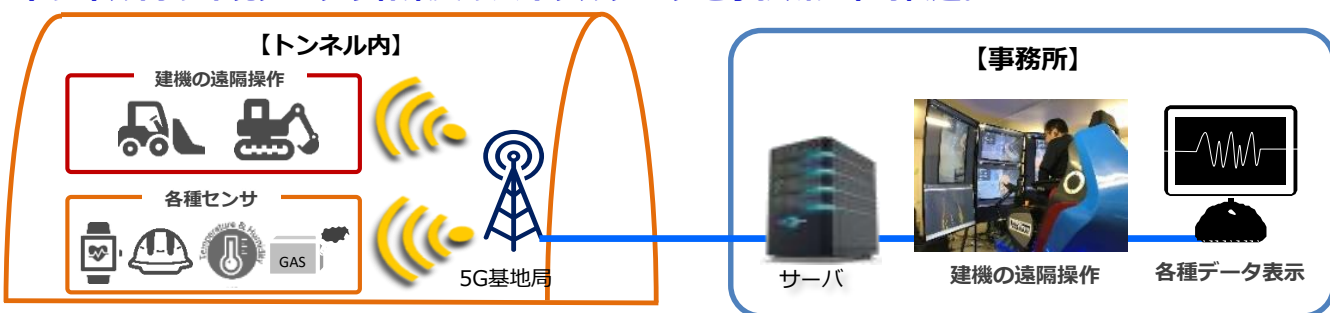 【トンネル内】
建機の遠隔操作
各種センサ
Temperature & Humidity
GAS
5G基地局
【事務所】
サーバ
建機の遠隔操作
各種データ表示